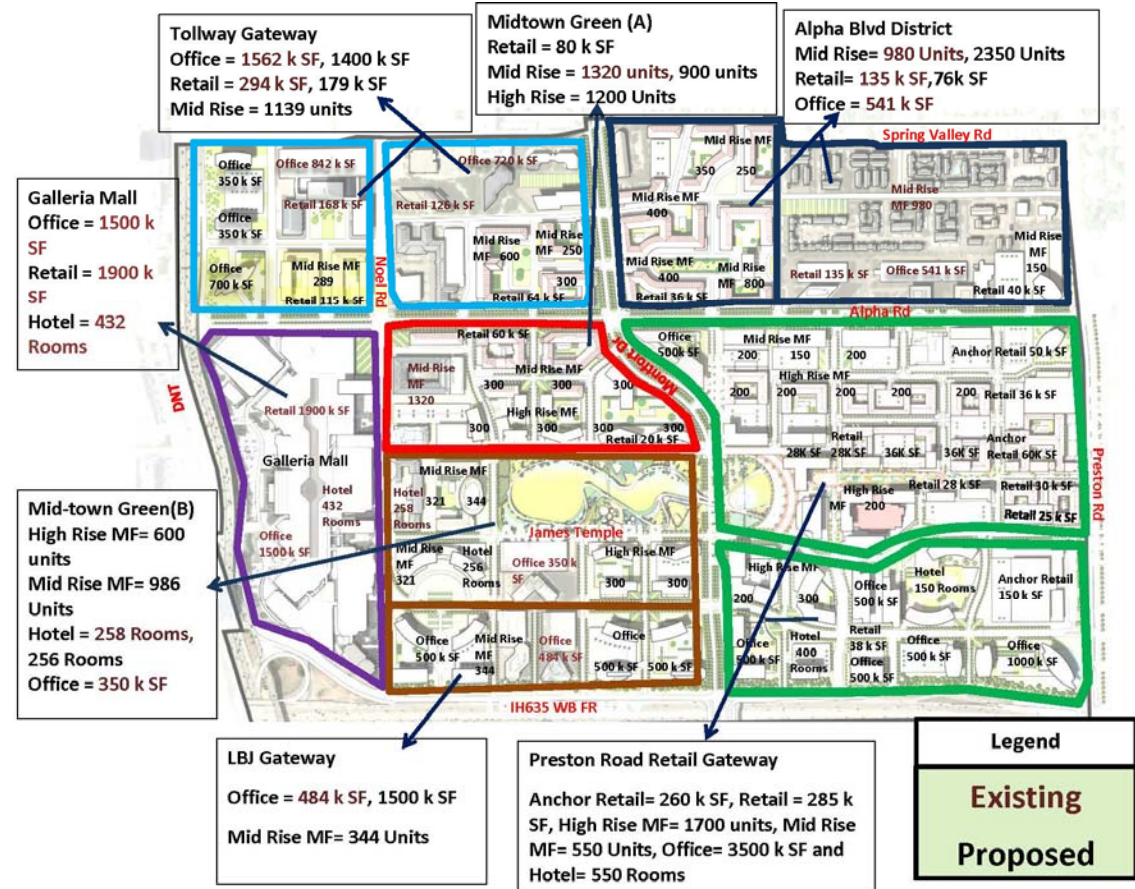 Tollway Gateway
Office = 1562 k SF, 1400 k SF
Retail = 294 k SF, 179 k SF
Mid Rise = 1139 units
Midtown Green (A)
Retail = 80 k SF
Mid Rise = 1320 units, 900 units
High Rise = 1200 Units
Alpha Blvd District
Mid Rise= 980 Units, 2350 Units
Retail= 135 k SF,76k SF
Office = 541 k SF
Galleria Mall
Office = 1500 k
SF
Retail = 1900 k
SF
Hotel = 432
Rooms
Mid-town Green(B)
High Rise MF= 600
units
Mid Rise MF= 986
Units
Hotel = 258 Rooms,
256 Rooms
Office = 350 k SF
LBJ Gateway
Office = 484 k SF, 1500 k SF
Mid Rise MF= 344 Units
Preston Road Retail Gateway
Anchor Retail= 260 k SF, Retail = 285 k
SF, High Rise MF= 1700 units, Mid Rise
MF= 550 Units, Office= 3500 k SF and
Hotel= 550 Rooms
Legend
Existing
Proposed
Spring Valley Rd
Noel Rd
Alpha Rd
Montfort Dr
DNT
Preston Rd
James Temple
IH635 WB FR
Office
350 k SF
Office 842 k SF
Retail 168 k SF
Office
350 k SF
Office
700 k SF
Mid Rise MF
289
Retail 115 k SF
Office 720 k SF
Retail 126 k SF
Mid Rise
MF 600
Mid Rise
MF 250
300
Retail 64 k SF
Mid Rise MF
350 250
Mid Rise MF
400
Mid Rise MF
400
Mid Rise
MF 800
Retail 36 k SF
Mid Rise
MF 980
Retail 135 k SF
Office 541 k SF
Mid Rise
MF
150
Retail 40 k SF
Retail 1900 k SF
Galleria Mall
Hotel
432
Rooms
Office
1500 k SF
Retail 60 k SF
Mid Rise
MF
1320
Mid Rise MF
300 300 300
High Rise MF
300 300 300 300
Retail 20 k SF
Office
500k SF
Mid Rise MF
200 150 200
Anchor Retail 50 k SF
High Rise MF
200 200 200 200 200
Retail 36 k SF
28K SF
Retail
28K SF
36K SF
36K SF
Anchor
Retail 60K SF
Retail 28 k SF
High Rise
MF 200
Retail 30 k SF
Retail 25 k SF
Mid Rise MF
321 344
Hotel
258
Rooms
Mid Rise
MF
321
Hotel
256
Rooms
Office 350 k
SF
High Rise MF
300 300
Office
500 k SF
Mid Rise
MF
344
Office
484 k SF
Office
500 k SF 500 k SF
High Rise MF
200 300
Office
500 k SF
Hotel
150 Rooms
Anchor Retail
150 k SF
Office
500 k SF
Hotel
400
Rooms
Retail
38 k SF
Office
500 k SF
Office
500 k SF
Office
1000 k SF